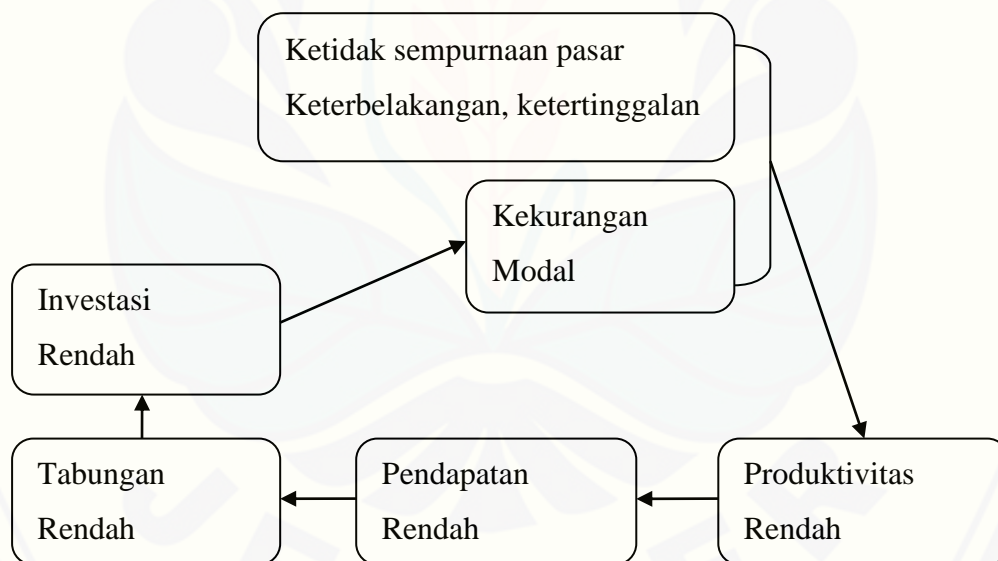 Ketidak sempurnaan pasar
Keterbelakangan, ketertinggalan
Kekurangan
Modal
Investasi
Rendah
Tabungan
Rendah
Pendapatan
Rendah
Produktivitas
Rendah